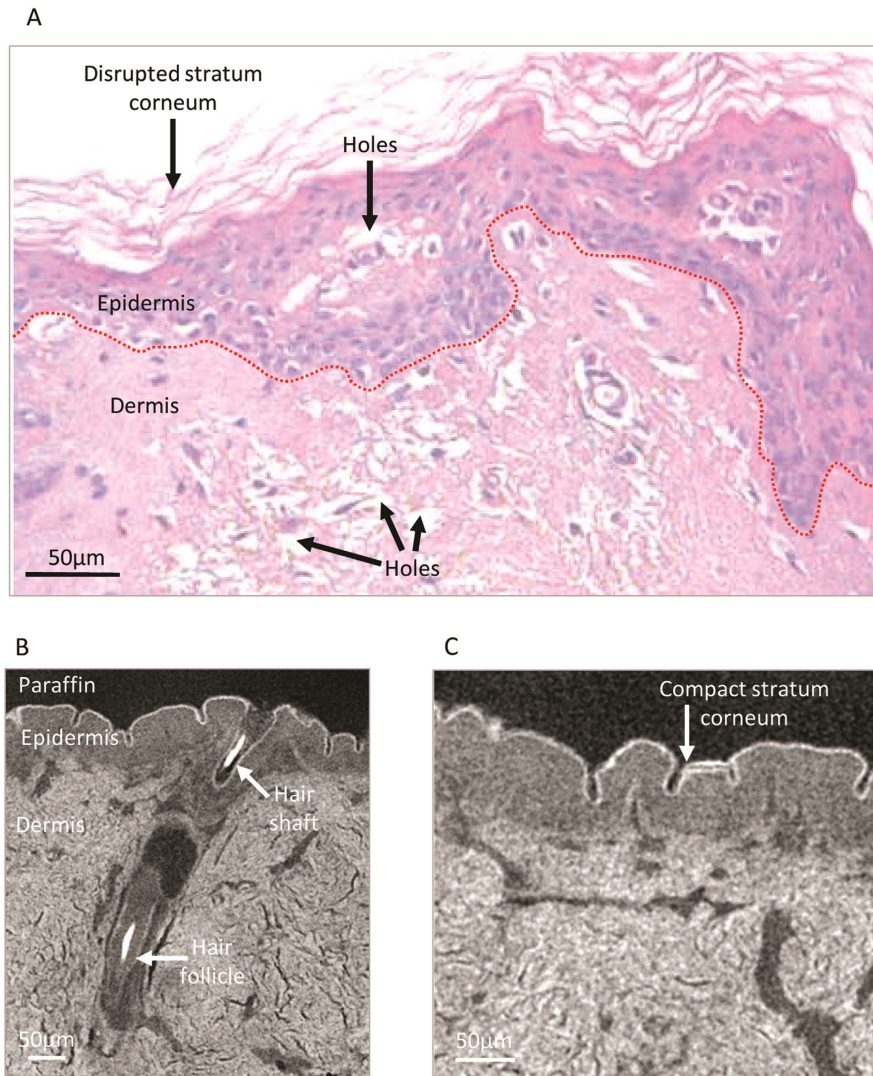 A
Disrupted stratum
corneum
Holes
Epidermis
Dermis
50µm
Holes
B
Paraffin
Epidermis
Hair
shaft
Dermis
Hair
follicle
50µm
C
Compact stratum
corneum
50µm